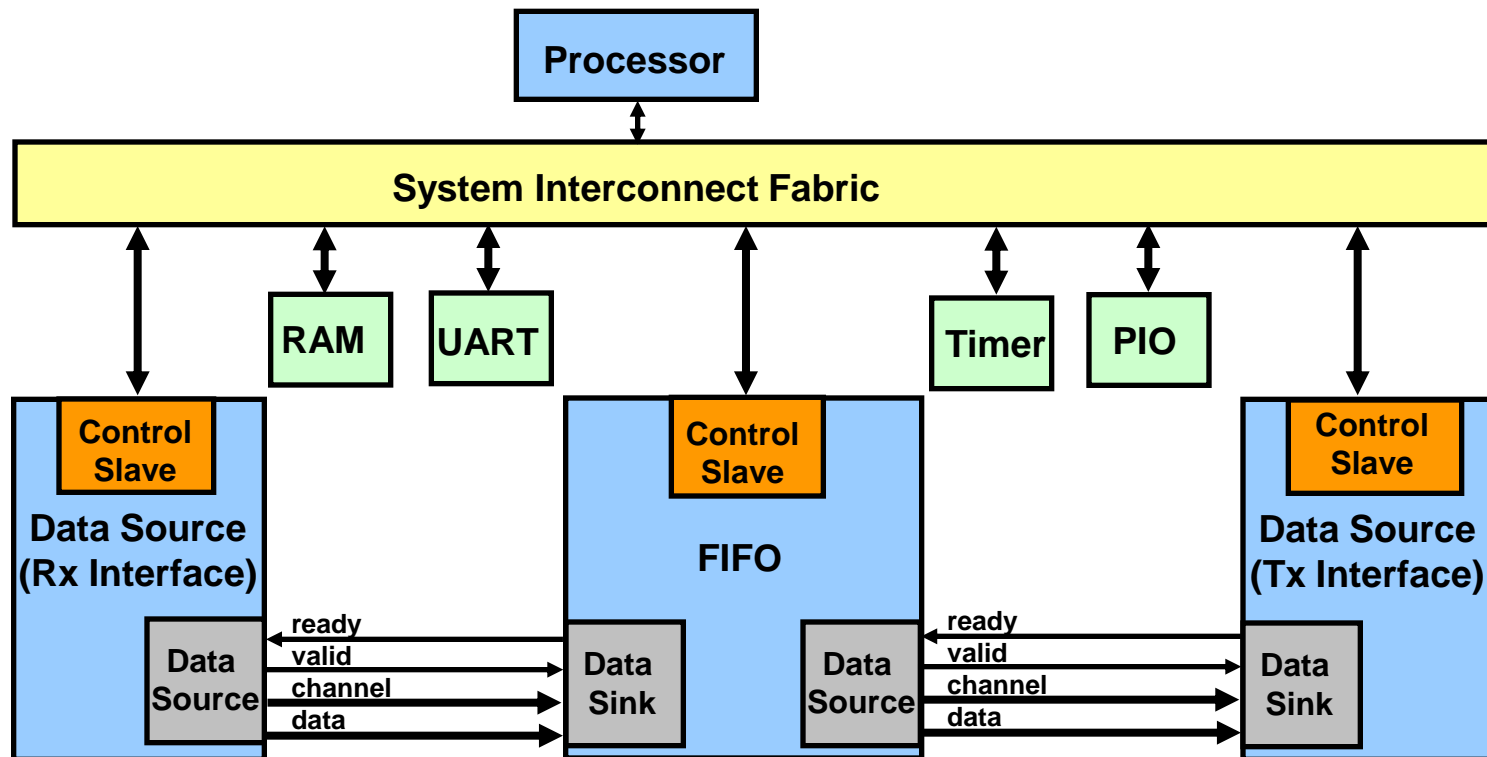 Processor
System Interconnect Fabric
RAM
UART
Timer
PIO
Control
Slave
Data Source
(Rx Interface)
Data
Source
ready
valid
channel
data
Control
Slave
FIFO
Data
Sink
Data
Source
ready
valid
channel
data
Control
Slave
Data Source
(Tx Interface)
Data
Sink